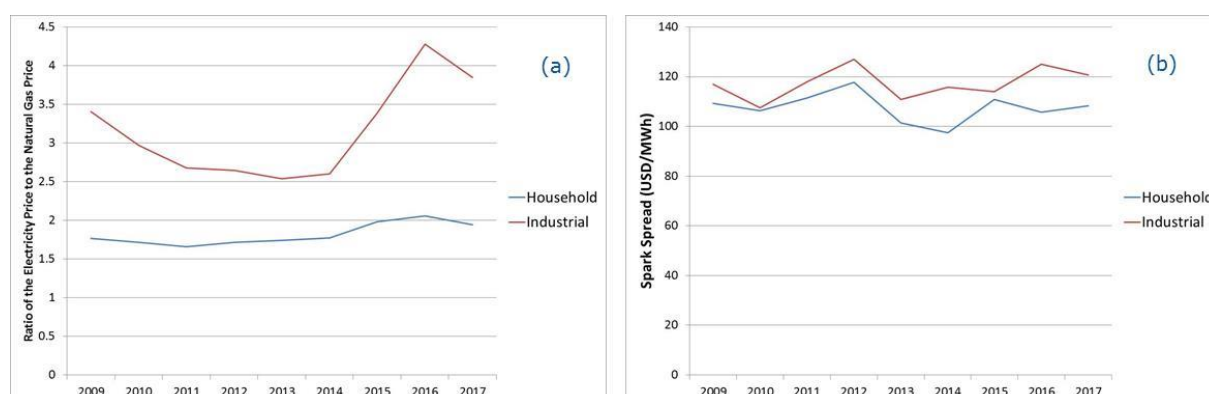 Ratio of the Electricity Price to the Natural Gas Price
4.5
4
3.5
3
2.5
2
1.5
1
0.5
0
2009 2010 2011 2012 2013 2014 2015 2016 2017
(a)
Household
Industrial
Spark Spread (USD/MWh)
140
120
100
80
60
40
20
0
2009 2010 2011 2012 2013 2014 2015 2016 2017
(b)
Household
Industrial